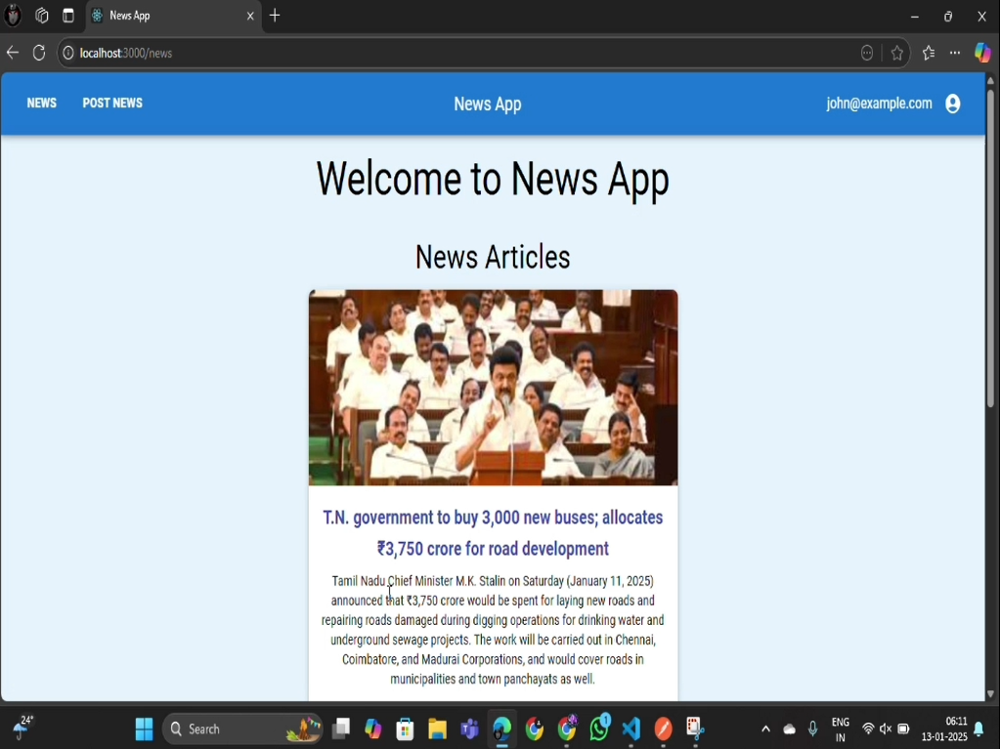 News App
localhost:3000/news
NEWS
POST NEWS
News App
john@example.com
Welcome to News App
News Articles
T.N. government to buy 3,000 new buses; allocates
₹3,750 crore for road development
Tamil Nadu Chief Minister M.K. Stalin on Saturday (January 11, 2025)
announced that ₹3,750 crore would be spent for laying new roads and
repairing roads damaged during digging operations for drinking water and
underground sewage projects. The work will be carried out in Chennai,
Coimbatore, and Madurai Corporations, and would cover roads in
municipalities and town panchayats as well.
24°
Search
1
ENG
IN
06:11
13-01-2025